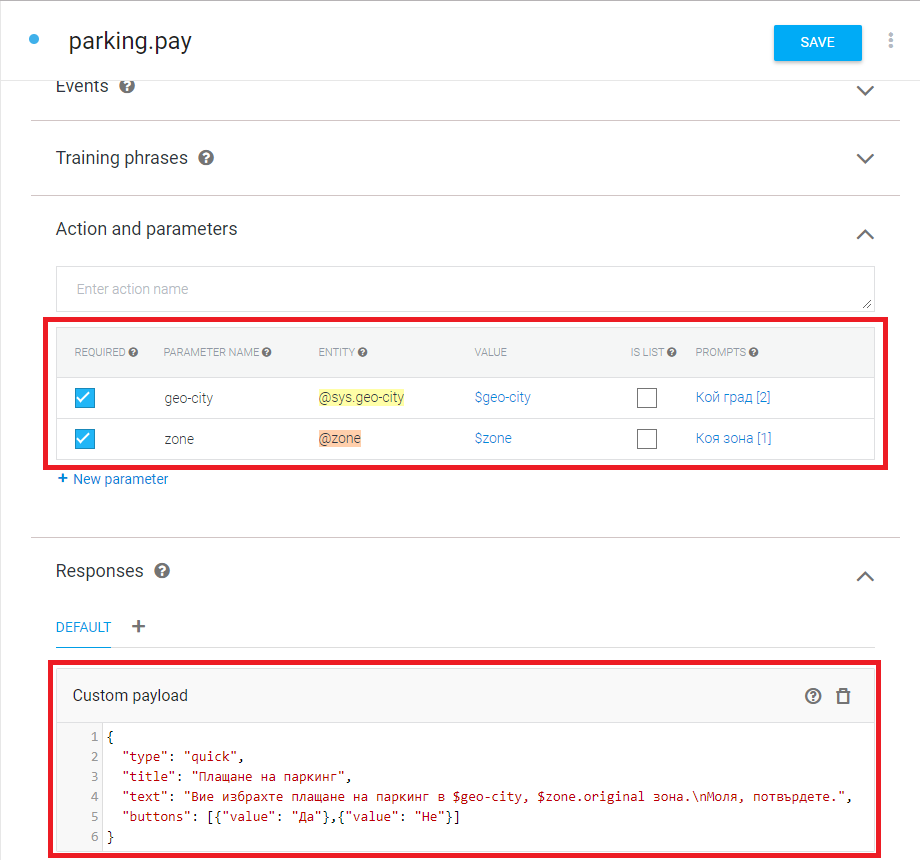 parking.pay
SAVE
Events
Training phrases
Action and parameters
Enter action name
REQUIRED PARAMETER NAME ENTITY VALUE IS LIST PROMPTS
geo-city @sys.geo-city $geo-city Кой град [2]
zone @zone $zone Коя зона [1]
+ New parameter
Responses
DEFAULT +
Custom payload
1 {
2 "type": "quick",
3 "title": "Плащане на паркинг",
4 "text": "Вие избрахте плащане на паркинг в $geo-city, $zone.original зона.\nМоля, потвърдете.",
5 "buttons": [{"value": "Да"},{"value": "Не"}]
6 }